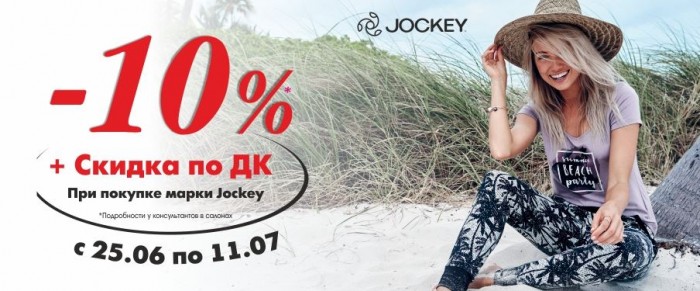 JOCKEY
-10%*
+ Скидка по ДК
При покупке марки Jockey
*Подробности у консультантов в салонах
с 25.06 по 11.07
summer
BEACH
party